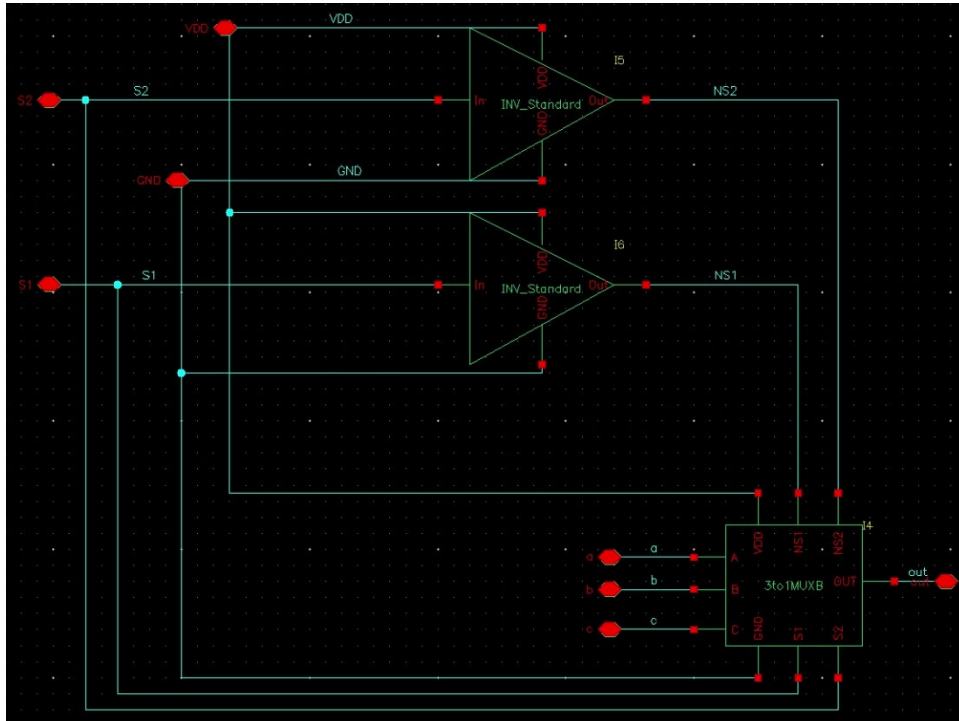 VDD
VDD
I5
S2
S2
In
VDD
INV_Standard
Out
GND
NS2
GND
GND
I6
S1
S1
In
VDD
INV_Standard
Out
GND
NS1
I4
VDD
NS1
NS2
a
a
A
b
b
B
c
c
C
3to1MUXB
OUT
out
out
GND
S1
S2